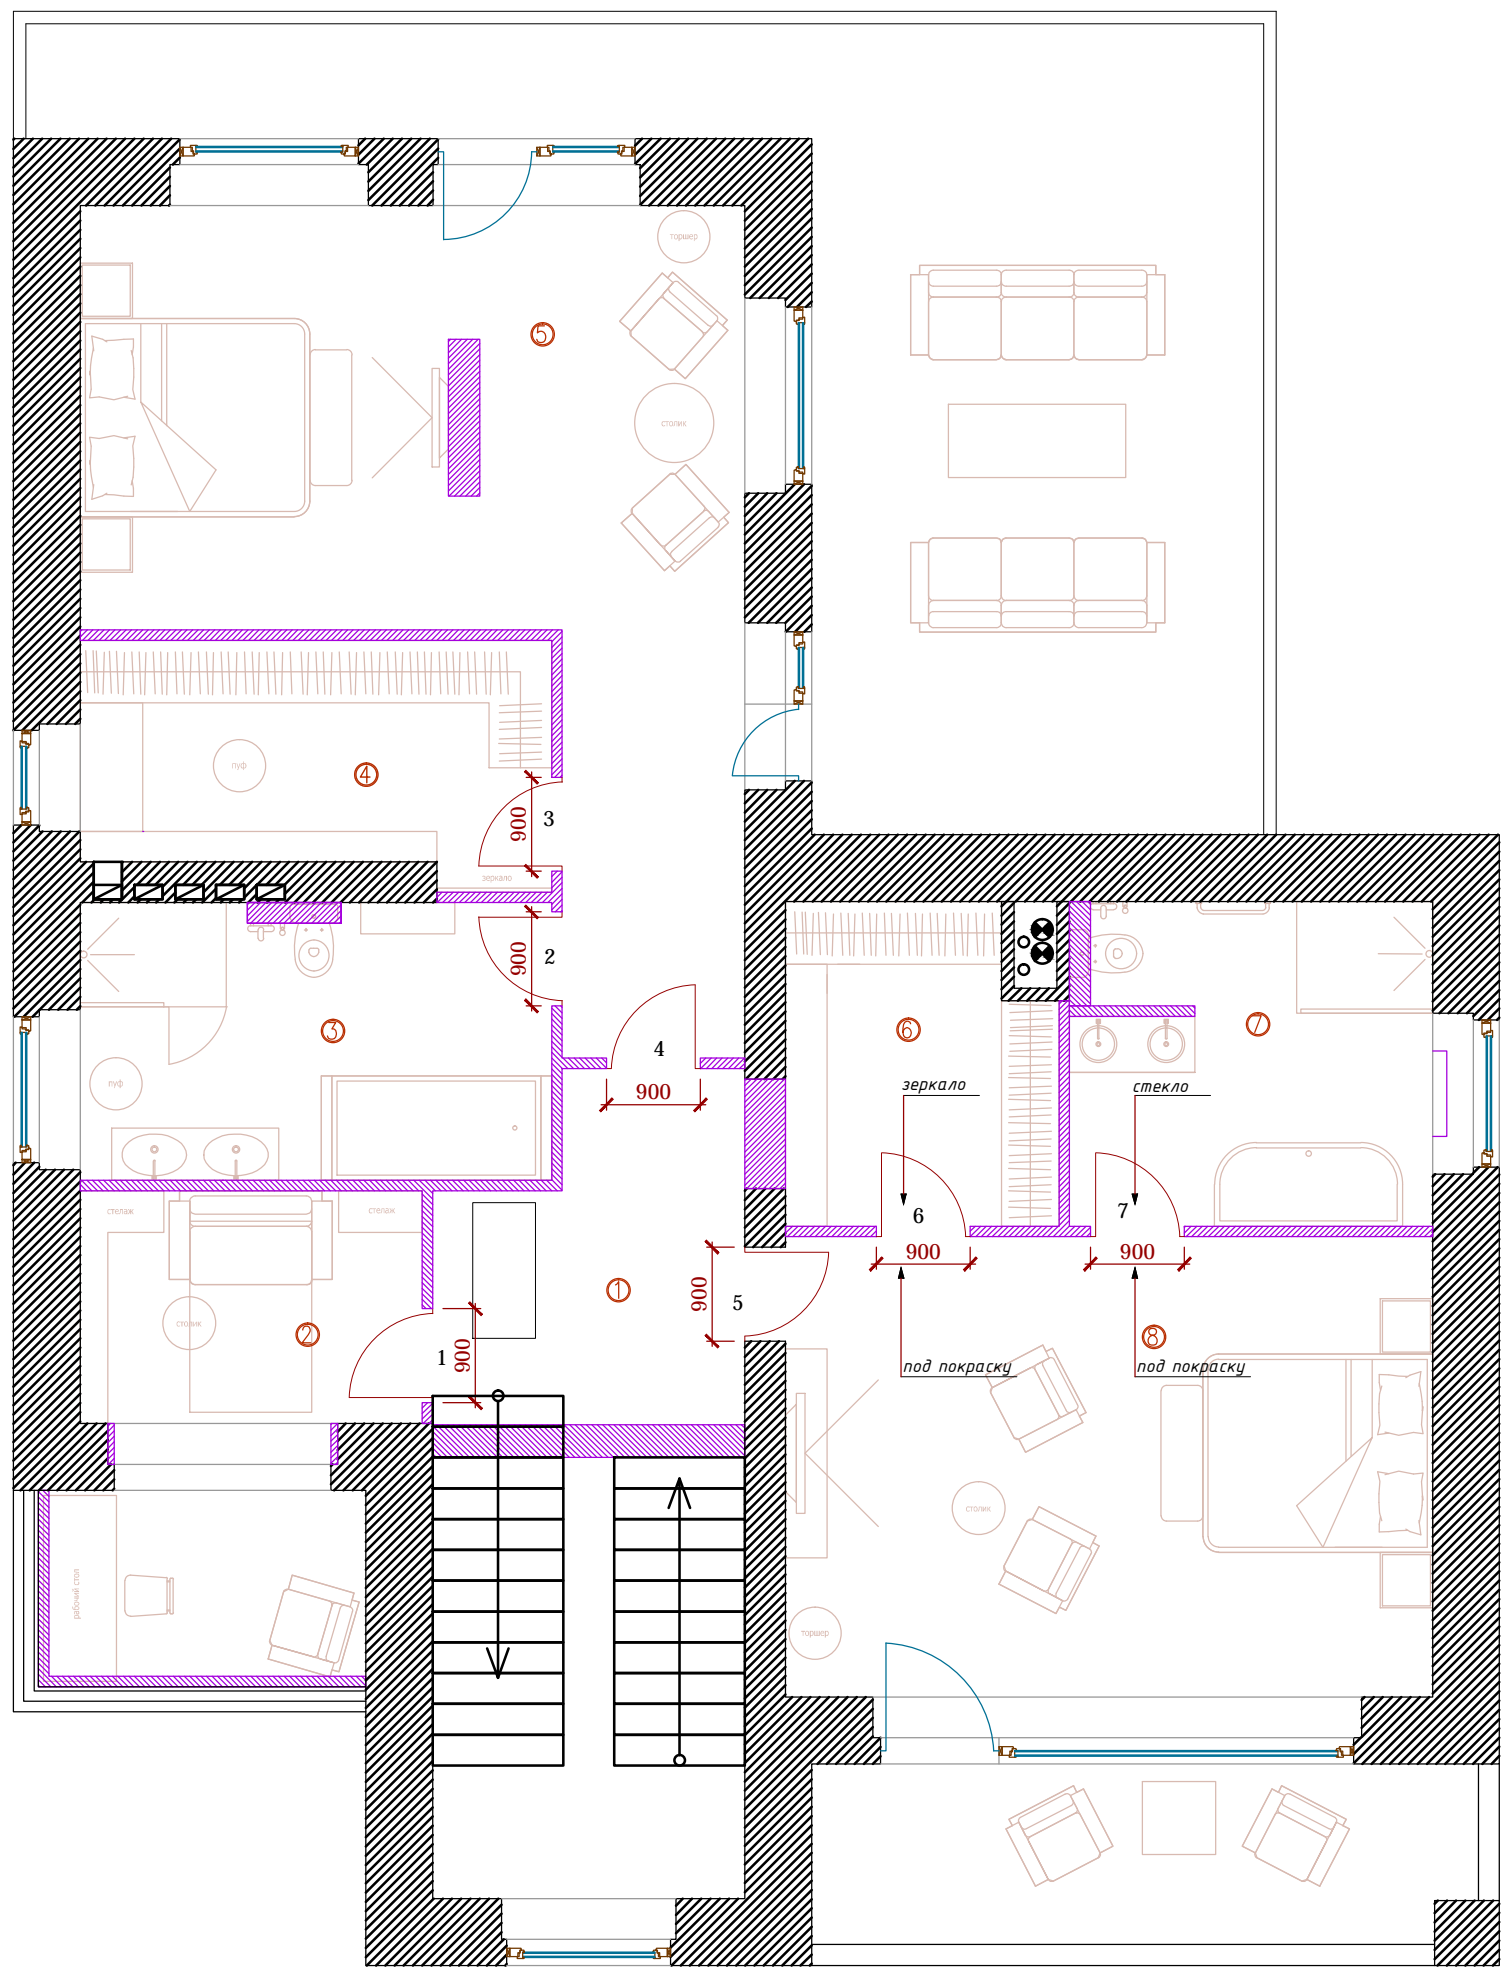 торшер
5
столик
пуф
4
900
3
зеркало
900
2
3
4
6
7
пуф
900
зеркало
стекло
стелаж
стелаж
6
7
900
900
1
900
5
2
столик
8
1
900
под покраску
под покраску
столик
рабочий стол
торшер